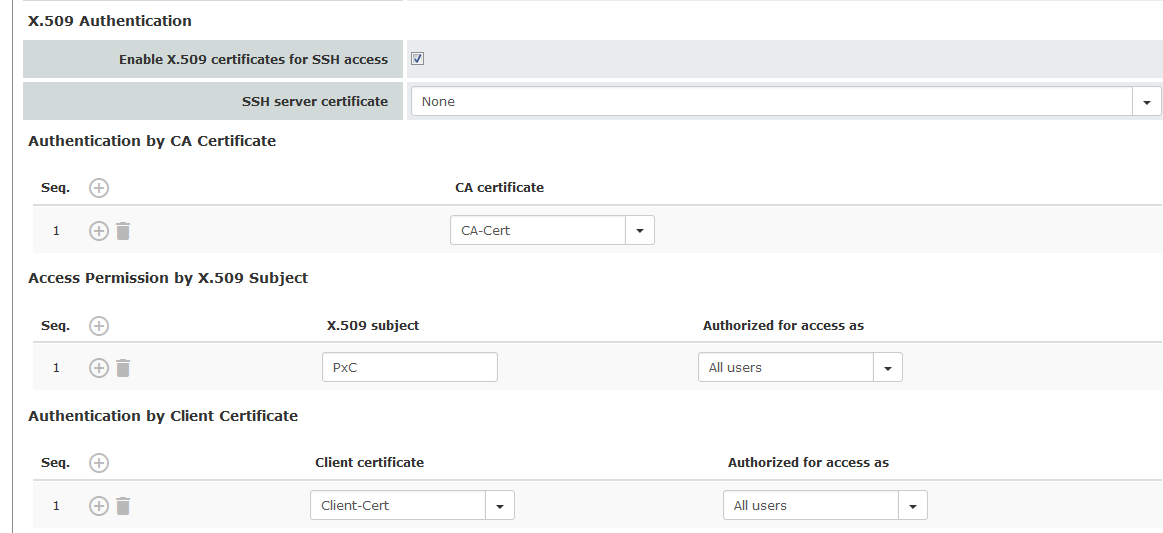 X.509 Authentication
Enable X.509 certificates for SSH access
SSH server certificate None
Authentication by CA Certificate
Seq. CA certificate
1 CA-Cert
Access Permission by X.509 Subject
Seq. X.509 subject Authorized for access as
1 PxC All users
Authentication by Client Certificate
Seq. Client certificate Authorized for access as
1 Client-Cert All users